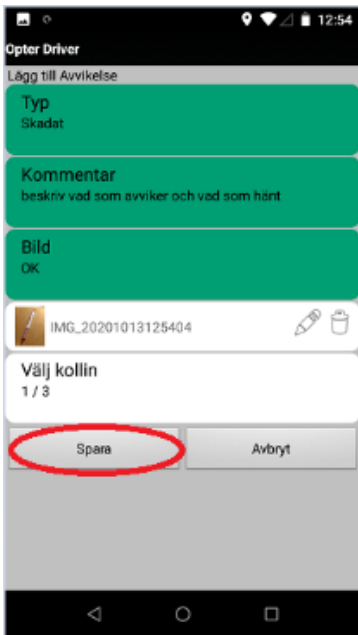 12:54
Opter Driver
Lägg till Avvikelse
Typ
Skadat
Kommentar
beskriv vad som avviker och vad som hänt
Bild
OK
IMG_20201013125404
Välj kollin
1 / 3
Spara
Avbryt